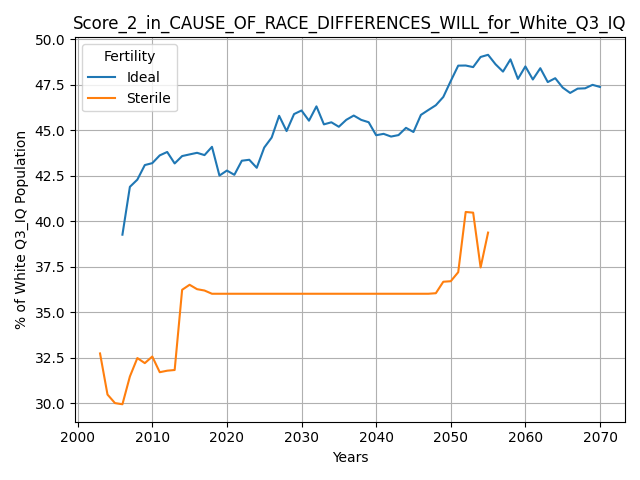 Score_2_in_CAUSE_OF_RACE_DIFFERENCES_WILL_for_White_Q3_IQ
% of White Q3_IQ Population
50.0
47.5
45.0
42.5
40.0
37.5
35.0
32.5
30.0
Fertility
Ideal
Sterile
2000 2010 2020 2030 2040 2050 2060 2070
Years